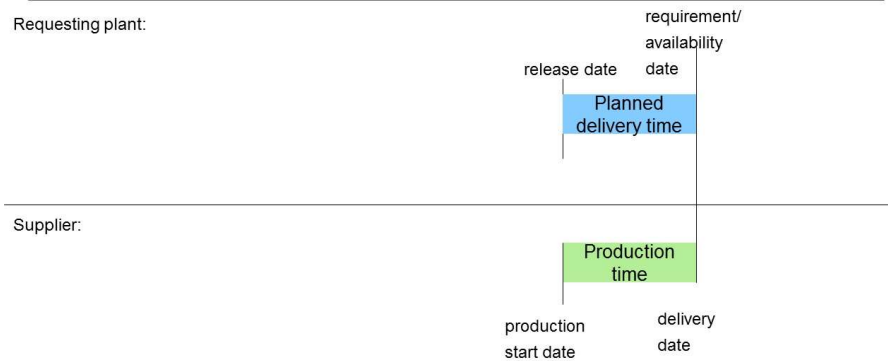 Requesting plant:
requirement/
availability
date
release date
Planned
delivery time
Supplier:
Production
time
production
start date
delivery
date